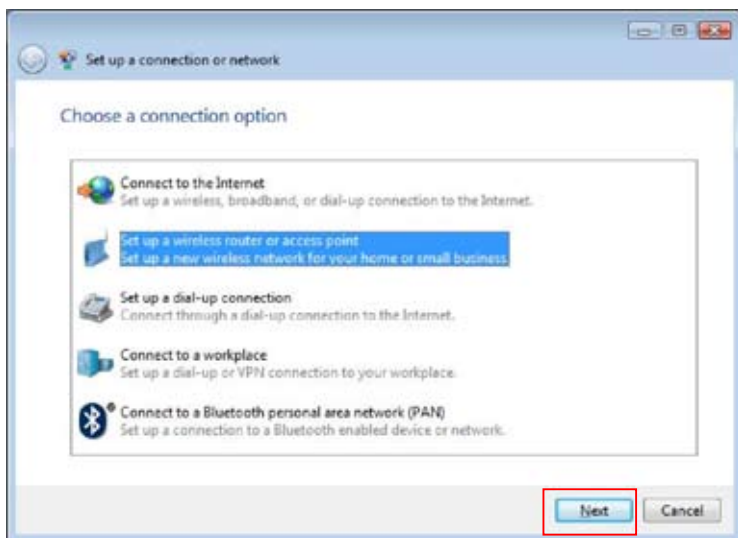 Set up a connection or network
Choose a connection option
Connect to the Internet
Set up a wireless, broadband, or dial-up connection to the Internet.
Set up a wireless router or access point
Set up a new wireless network for your home or small business.
Set up a dial-up connection
Connect through a dial-up connection to the Internet.
Connect to a workplace
Set up a dial-up or VPN connection to your workplace.
Connect to a Bluetooth personal area network (PAN)
Set up a connection to a Bluetooth enabled device or network.
Next
Cancel